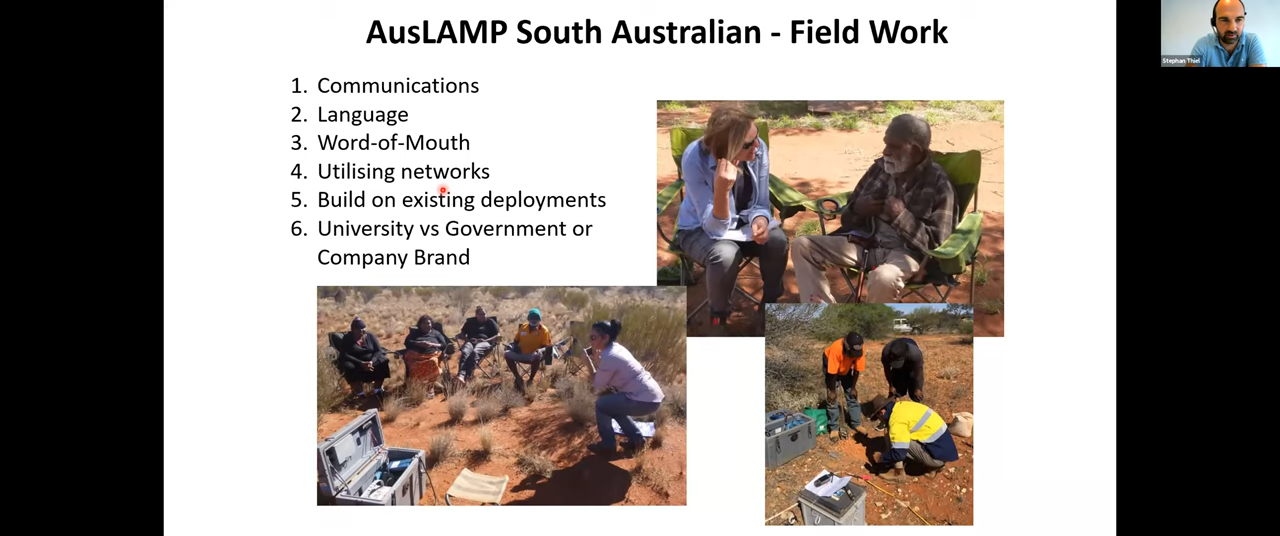 AusLAMP South Australian - Field Work
Stephan Thiel
1. Communications
2. Language
3. Word-of-Mouth
4. Utilising networks
5. Build on existing deployments
6. University vs Government or
Company Brand